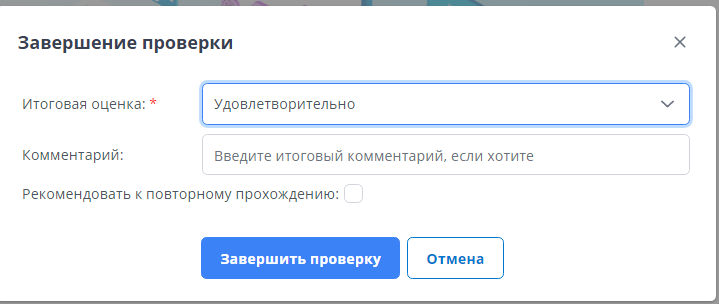 Завершение проверки
Итоговая оценка: *
Удовлетворительно
Комментарий:
Введите итоговый комментарий, если хотите
Рекомендовать к повторному прохождению:
Завершить проверку
Отмена